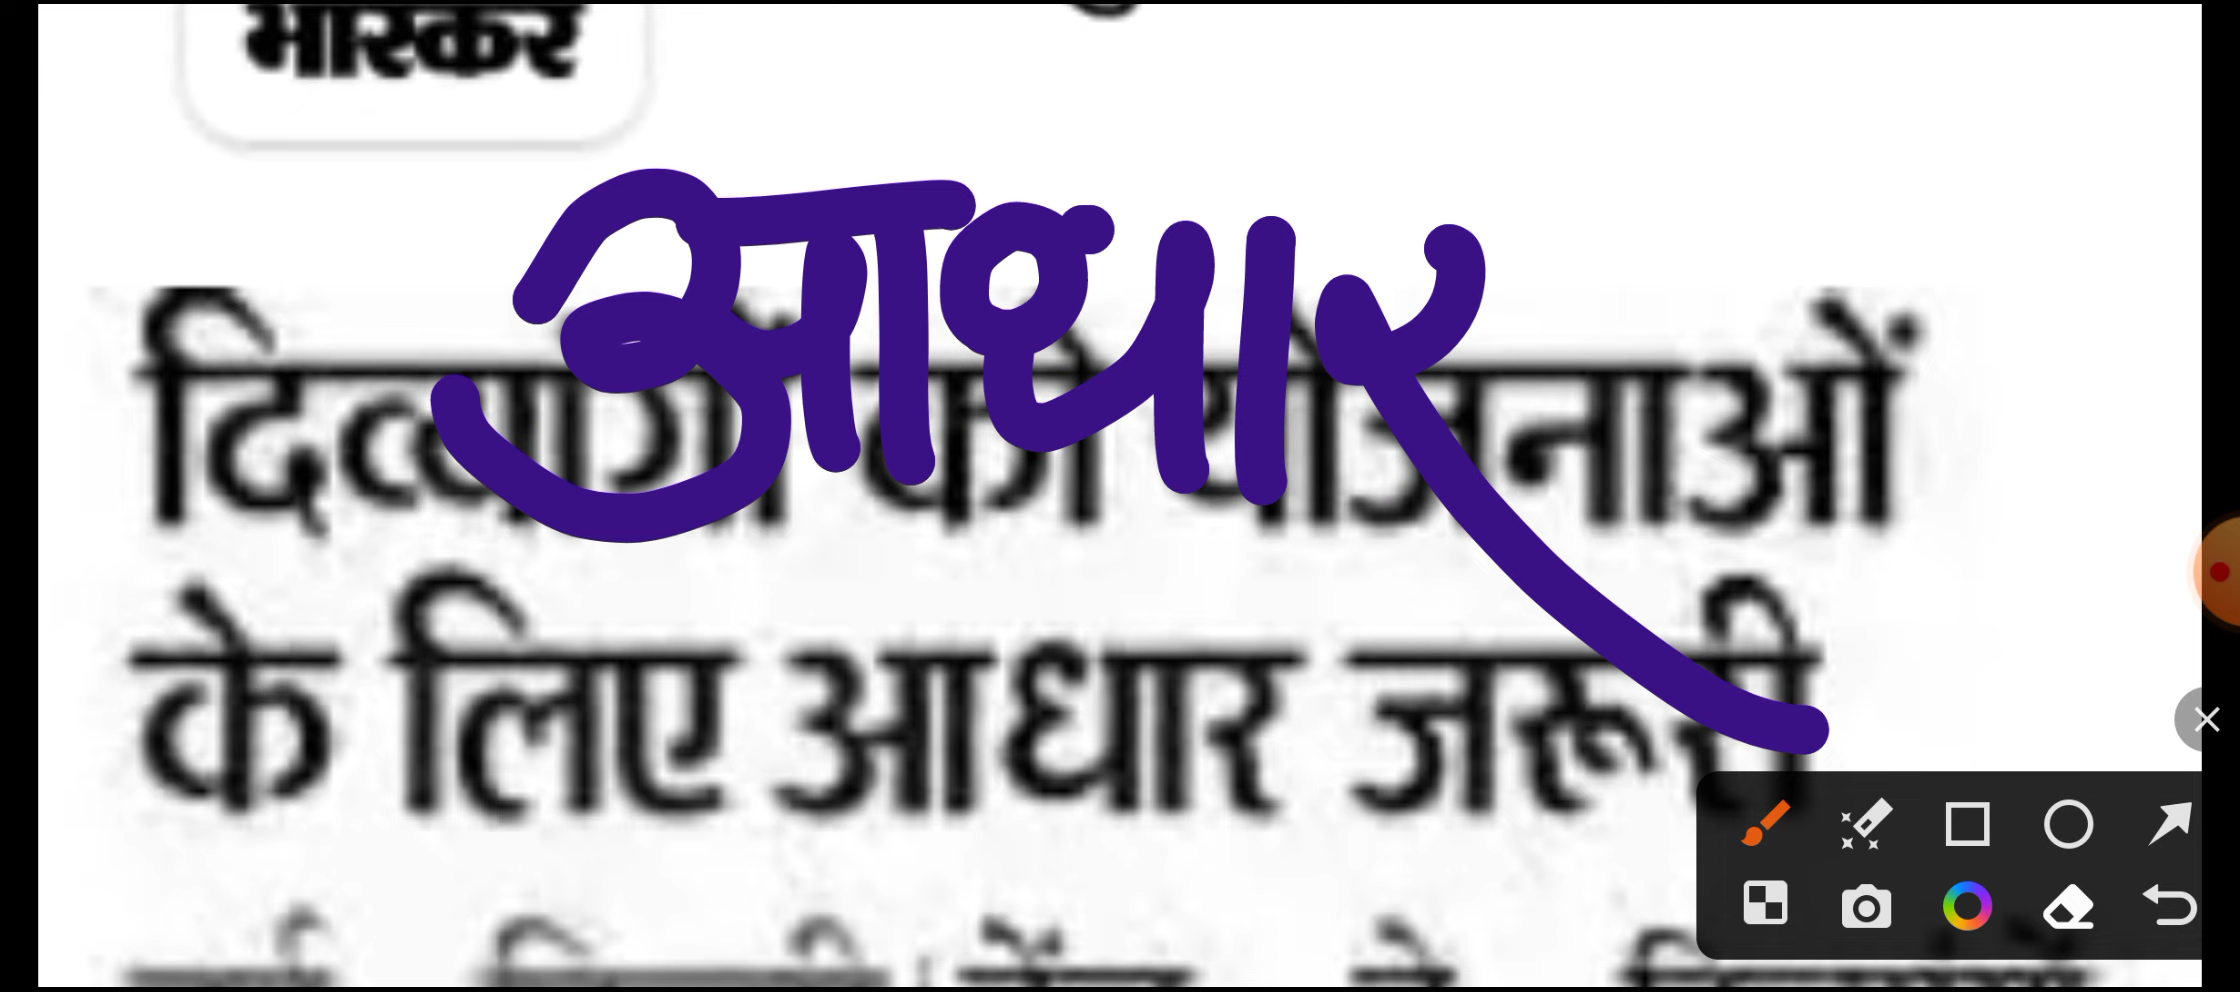 भास्कर
आधार
दिव्यांगों को योजनाओं
के लिए आधार जरूरी